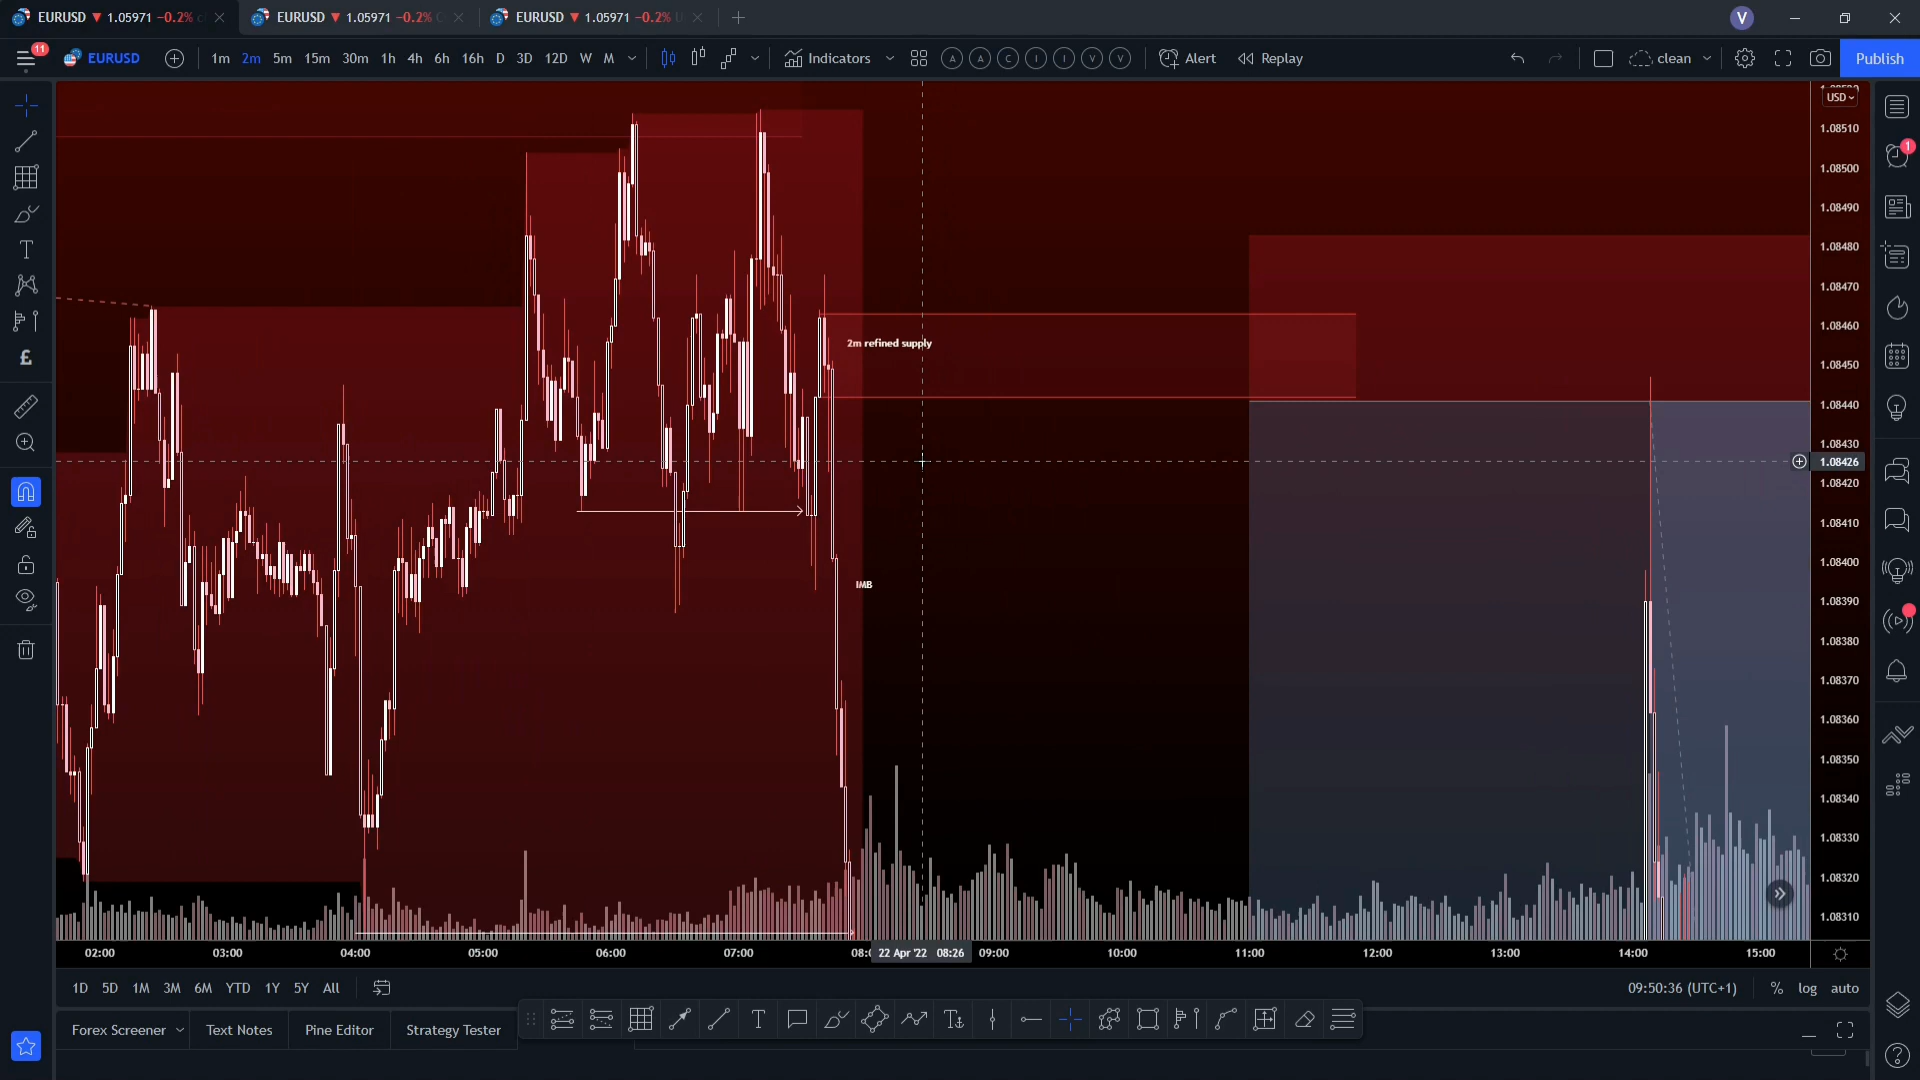 EURUSD ▼ 1.05971 −0.2%
EURUSD ▼ 1.05971 −0.2%
EURUSD ▼ 1.05971 −0.2%
V
11
EURUSD
1m 2m 5m 15m 30m 1h 4h 6h 16h D 3D 12D W M
Indicators
A A C I I V V
Alert
Replay
clean
Publish
USD
1.08510
1.08500
1.08490
1.08480
1.08470
1.08460
1.08450
1.08440
1.08430
1.08426
1.08420
1.08410
1.08400
1.08390
1.08380
1.08370
1.08360
1.08350
1.08340
1.08330
1.08320
1.08310
1
2m refined supply
IMB
02:00 03:00 04:00 05:00 06:00 07:00 22 Apr '22 08:26 09:00 10:00 11:00 12:00 13:00 14:00 15:00
1D 5D 1M 3M 6M YTD 1Y 5Y All
09:50:36 (UTC+1) % log auto
Forex Screener Text Notes Pine Editor Strategy Tester